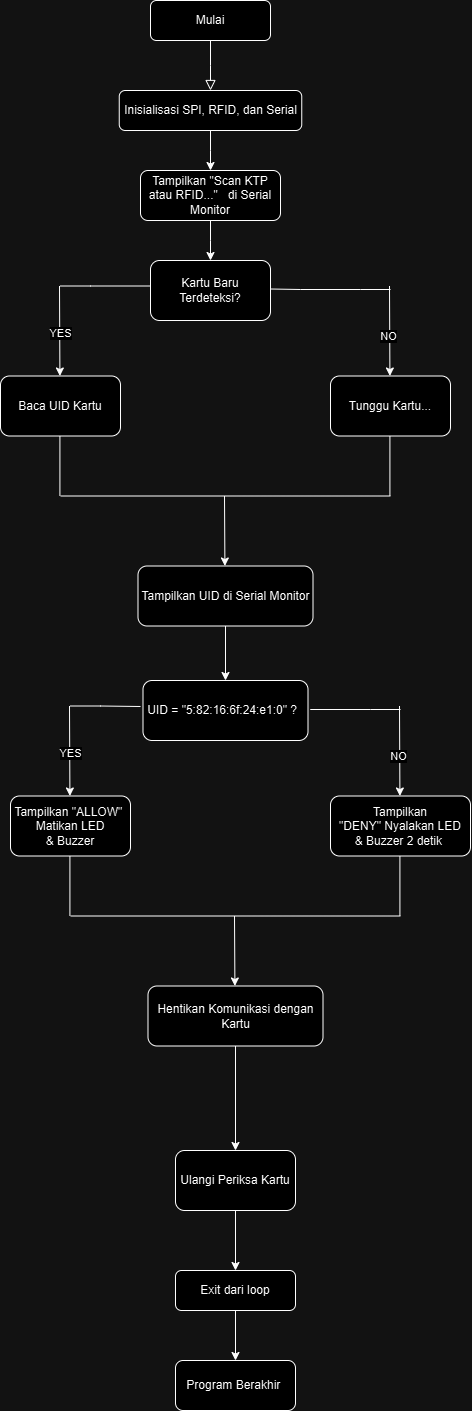 Mulai
Inisialisasi SPI, RFID, dan Serial
Tampilkan "Scan KTP
atau RFID..." di Serial
Monitor
Kartu Baru
Terdeteksi?
YES
NO
Baca UID Kartu
Tunggu Kartu...
Tampilkan UID di Serial Monitor
UID = "5:82:16:6f:24:e1:0" ?
YES
NO
Tampilkan "ALLOW"
Matikan LED
& Buzzer
Tampilkan
"DENY" Nyalakan LED
& Buzzer 2 detik
Hentikan Komunikasi dengan
Kartu
Ulangi Periksa Kartu
Exit dari loop
Program Berakhir